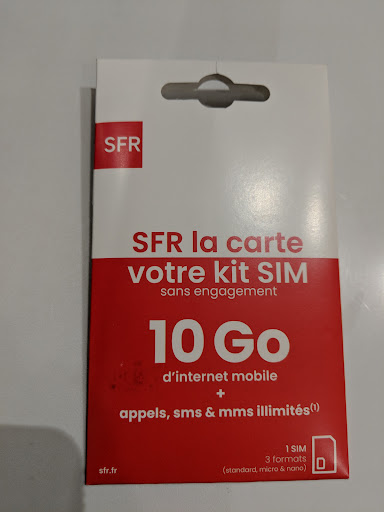 SFR
SFR la carte
votre kit SIM
sans engagement
10 Go
d'internet mobile
+
appels, sms & mms illimités(1)
1 SIM
3 formats
(standard, micro & nano)
sfr.fr